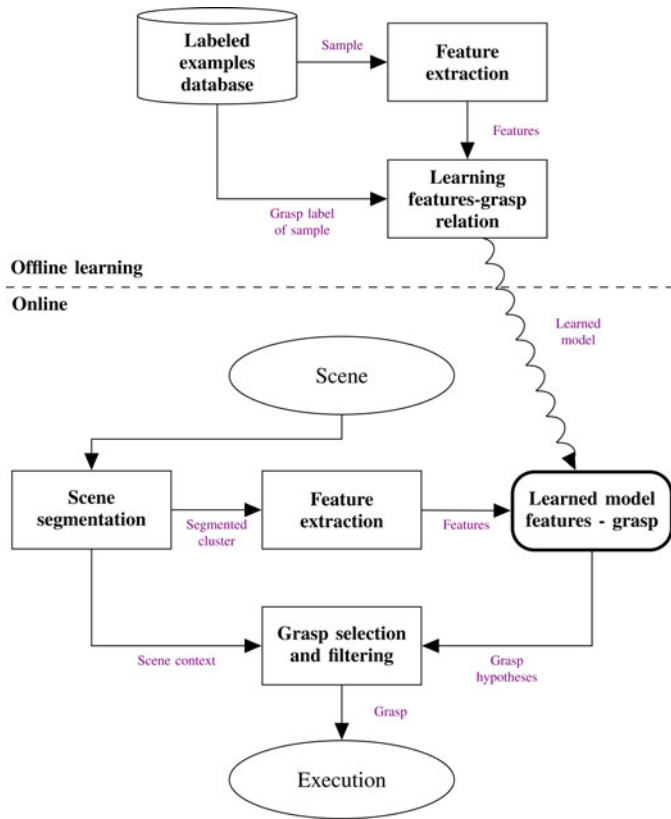 Labeled
examples
database
Sample
Feature
extraction
Features
Grasp label
of sample
Learning
features-grasp
relation
Offline learning
Online
Learned
model
Scene
Scene
segmentation
Segmented
cluster
Feature
extraction
Features
Learned model
features - grasp
Scene context
Grasp selection
and filtering
Grasp
hypotheses
Grasp
Execution